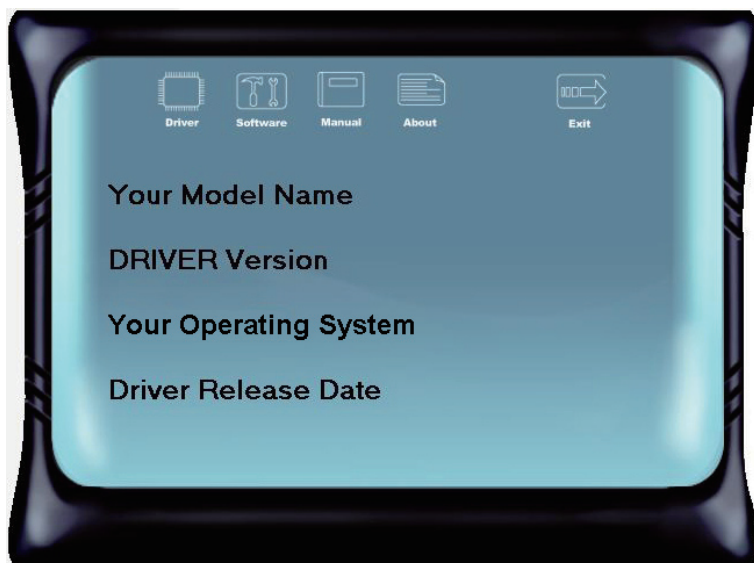 Driver Software Manual About Exit
Your Model Name
DRIVER Version
Your Operating System
Driver Release Date